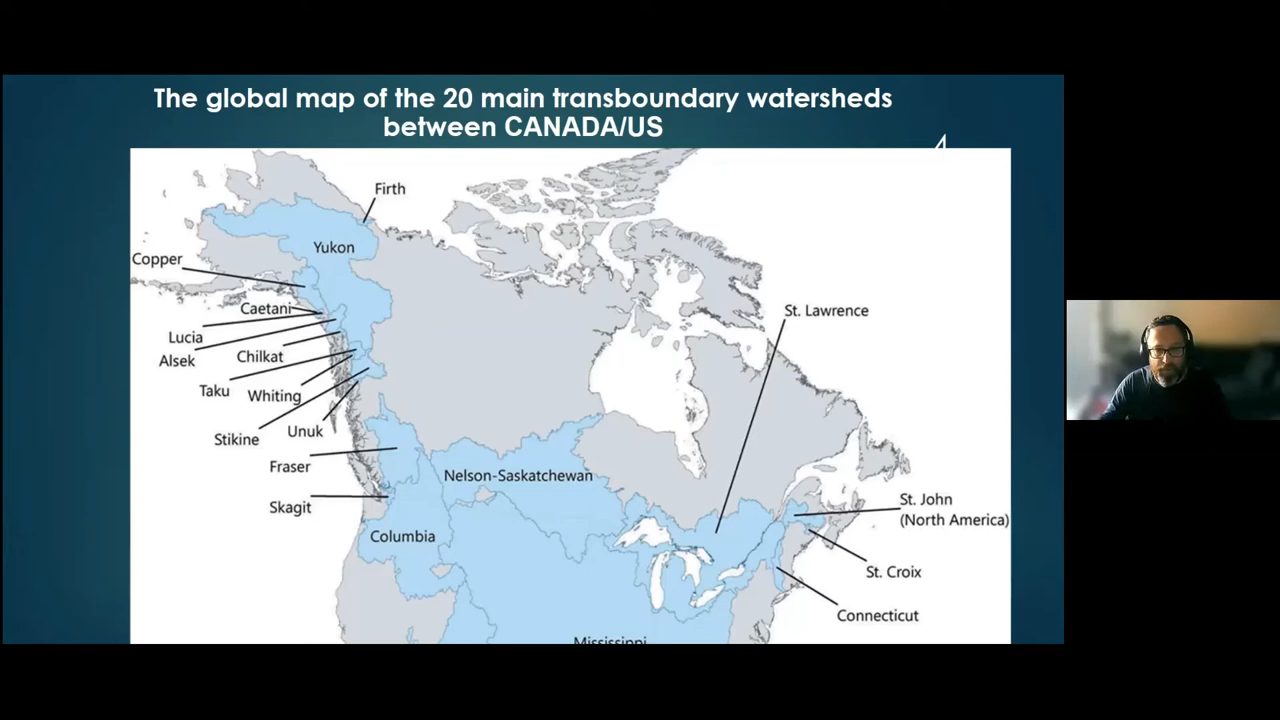 The global map of the 20 main transboundary watersheds
between CANADA/US
Firth
Yukon
Copper
Caetani
Lucia
Alsek
Chilkat
Taku
Whiting
Stikine
Unuk
Fraser
Skagit
Columbia
Nelson-Saskatchewan
St. Lawrence
St. John
(North America)
St. Croix
Connecticut
Mississippi